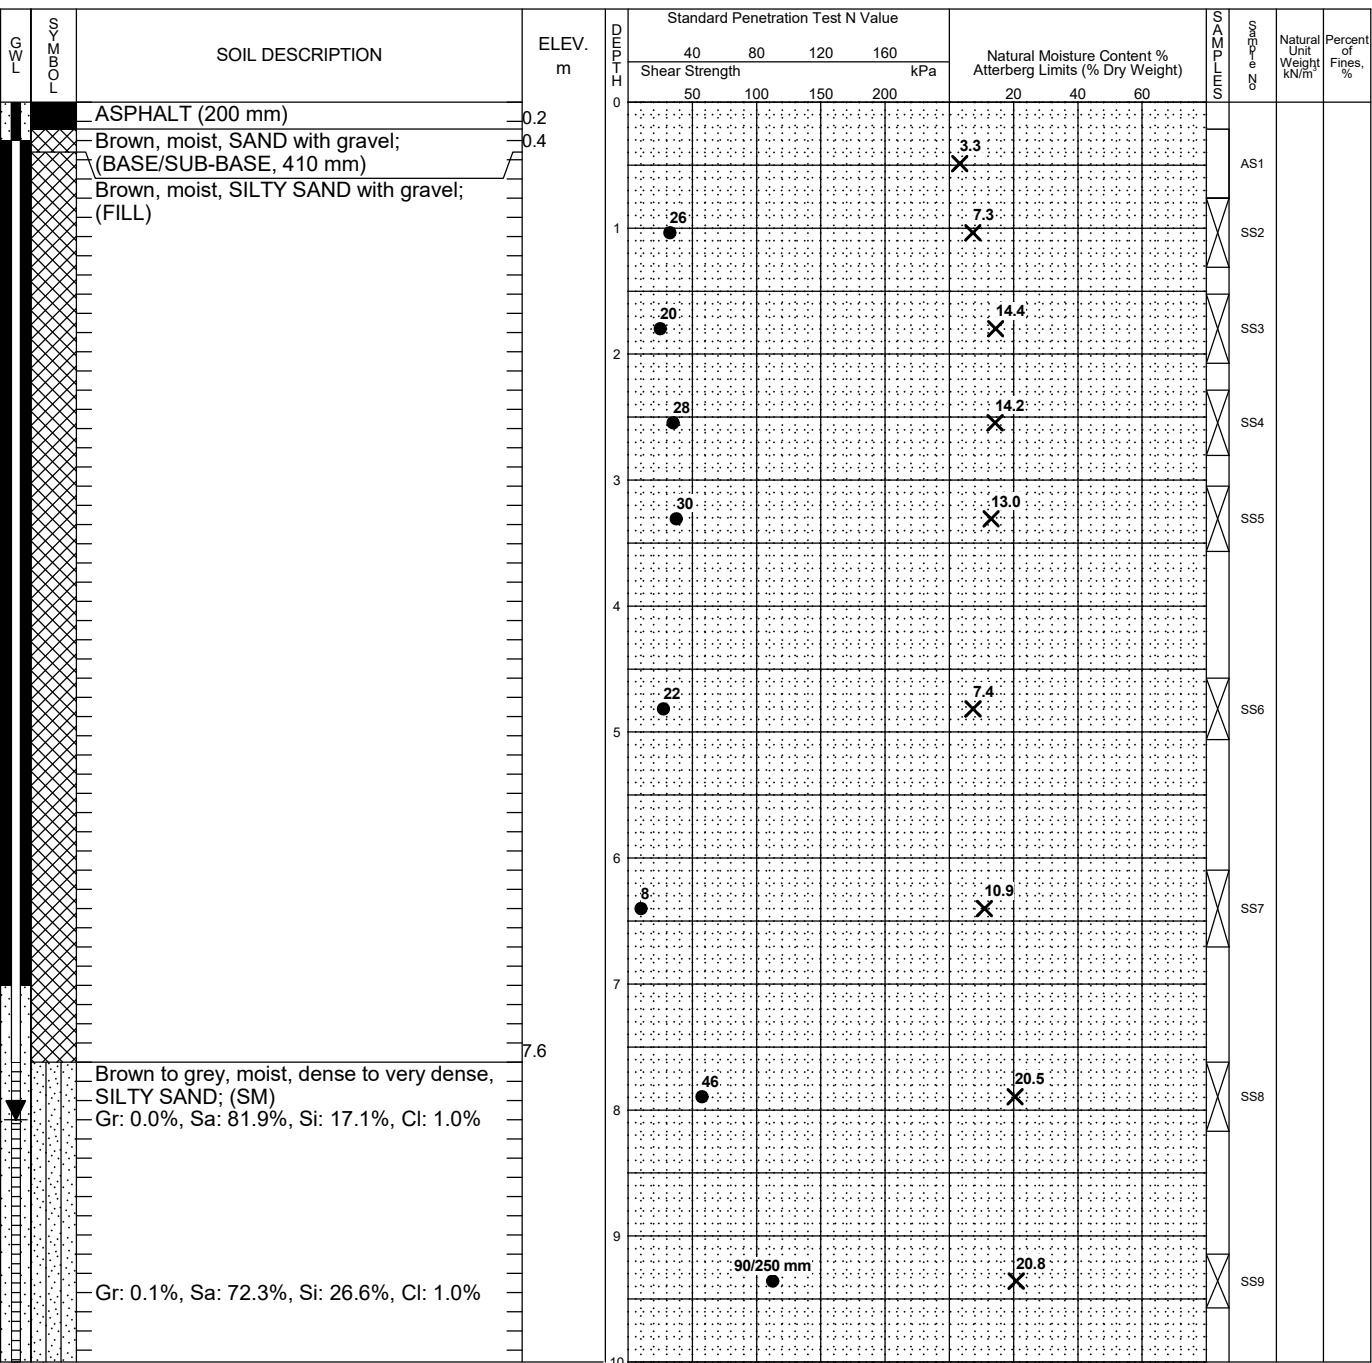 GWL
SYMBOL
SOIL DESCRIPTION
ELEV.
m
DEPTH
Standard Penetration Test N Value
40 80 120 160
Shear Strength kPa
50 100 150 200
Natural Moisture Content %
Atterberg Limits (% Dry Weight)
20 40 60
SAMPLES
Sample No
Natural
Unit
Weight
kN/m³
Percent
of
Fines,
%
0
ASPHALT (200 mm)
0.2
Brown, moist, SAND with gravel;
0.4
(BASE/SUB-BASE, 410 mm)
3.3
AS1
Brown, moist, SILTY SAND with gravel;
(FILL)
26
7.3
1
SS2
20
14.4
SS3
2
28
14.2
SS4
3
30
13.0
SS5
4
22
7.4
SS6
5
6
8
10.9
SS7
7
7.6
Brown to grey, moist, dense to very dense,
SILTY SAND; (SM)
46
20.5
SS8
Gr: 0.0%, Sa: 81.9%, Si: 17.1%, Cl: 1.0%
8
9
90/250 mm
20.8
SS9
Gr: 0.1%, Sa: 72.3%, Si: 26.6%, Cl: 1.0%
10